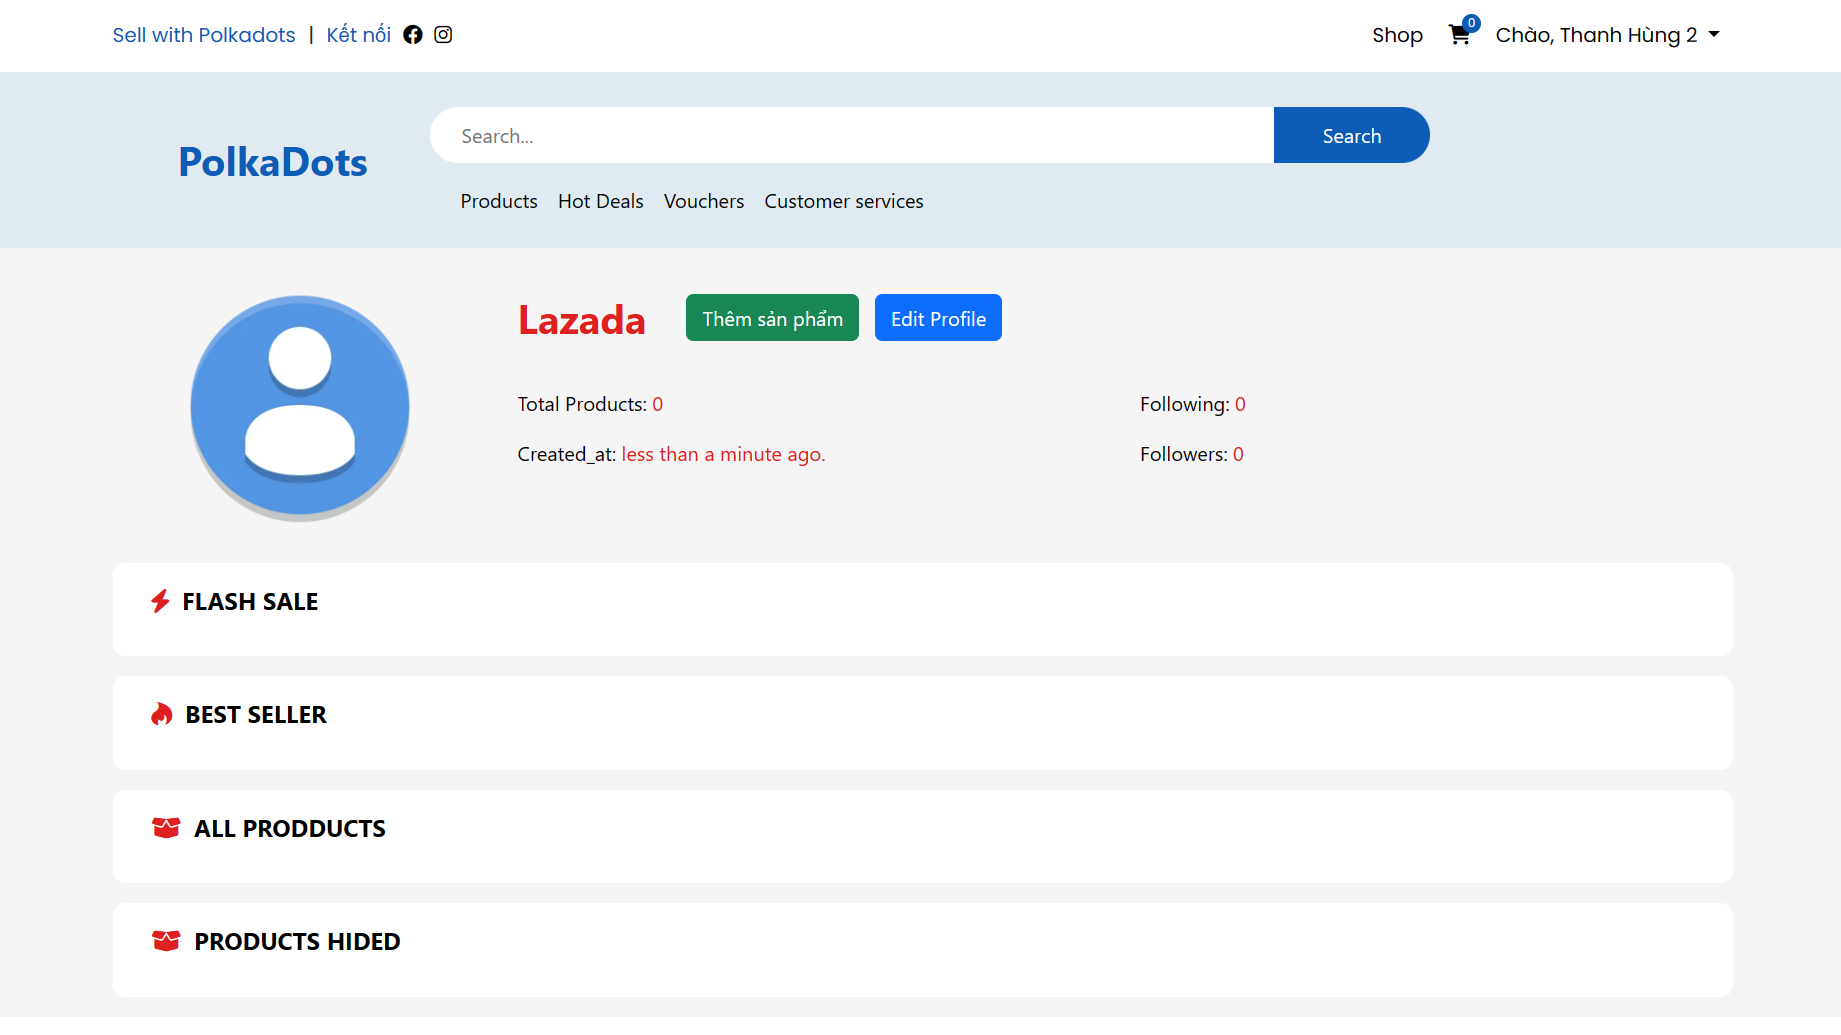 Sell with Polkadots | Kết nối
Shop 0 Chào, Thanh Hùng 2
PolkaDots
Search... Search
Products Hot Deals Vouchers Customer services
Lazada Thêm sản phẩm Edit Profile
Total Products: 0 Following: 0
Created_at: less than a minute ago. Followers: 0
FLASH SALE
BEST SELLER
ALL PRODDUCTS
PRODUCTS HIDED